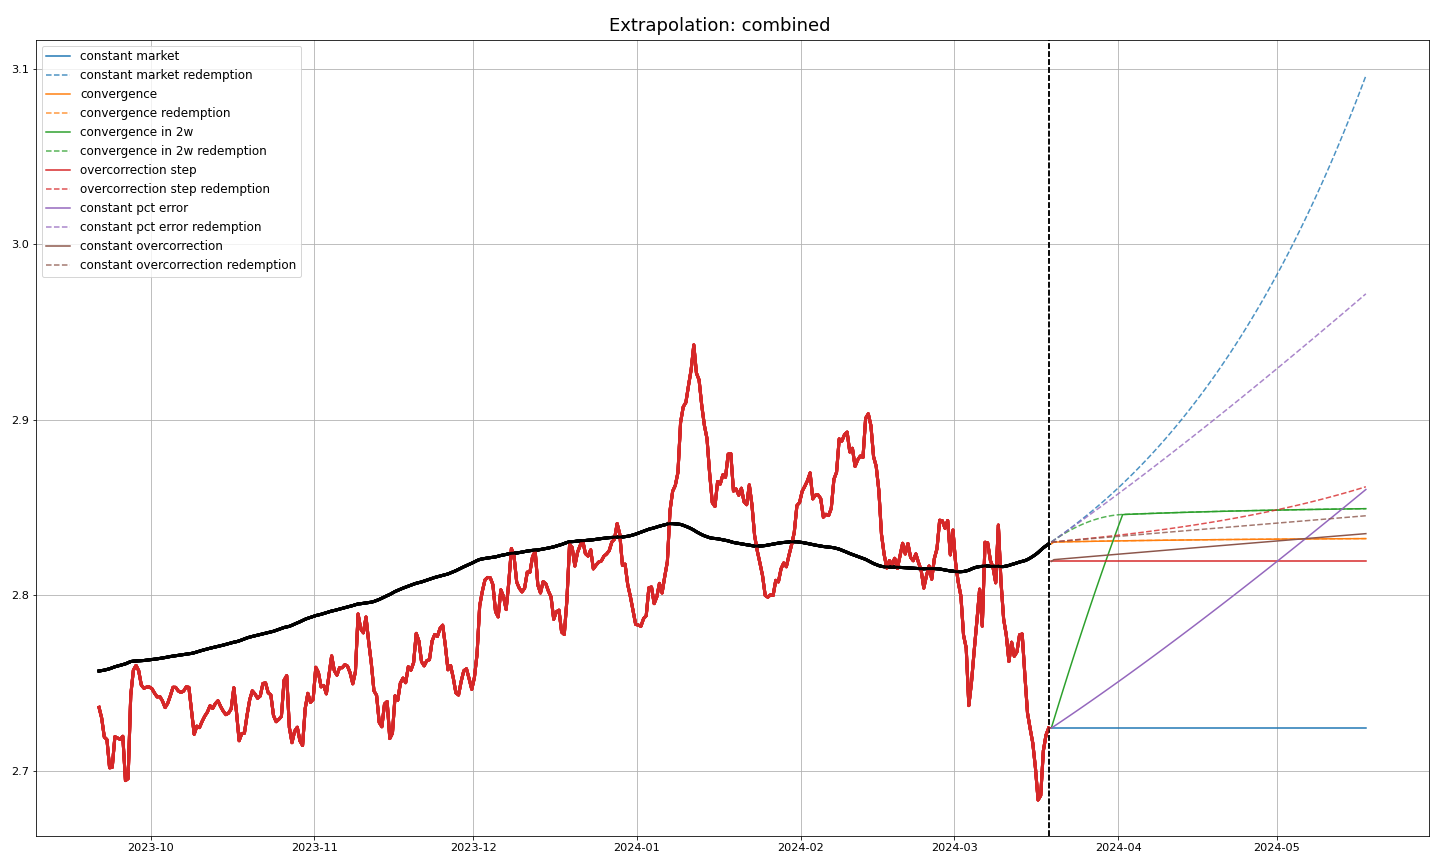 Extrapolation: combined
constant market
constant market redemption
convergence
convergence redemption
convergence in 2w
convergence in 2w redemption
overcorrection step
overcorrection step redemption
constant pct error
constant pct error redemption
constant overcorrection
constant overcorrection redemption
3.1
3.0
2.9
2.8
2.7
2023-10 2023-11 2023-12 2024-01 2024-02 2024-03 2024-04 2024-05